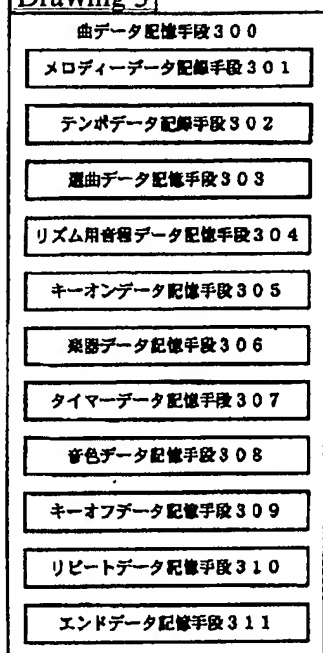 Drawing 3]
曲データ記憶手段300
メロディーデータ記録手段301
テンポデータ記録手段302
選曲データ記憶手段303
リズム用音程データ記憶手段304
キーオンデータ記憶手段305
楽器データ記憶手段306
タイマーデータ記憶手段307
音色データ記憶手段308
キーオフデータ記憶手段309
リピートデータ記憶手段310
エンドデータ記憶手段311